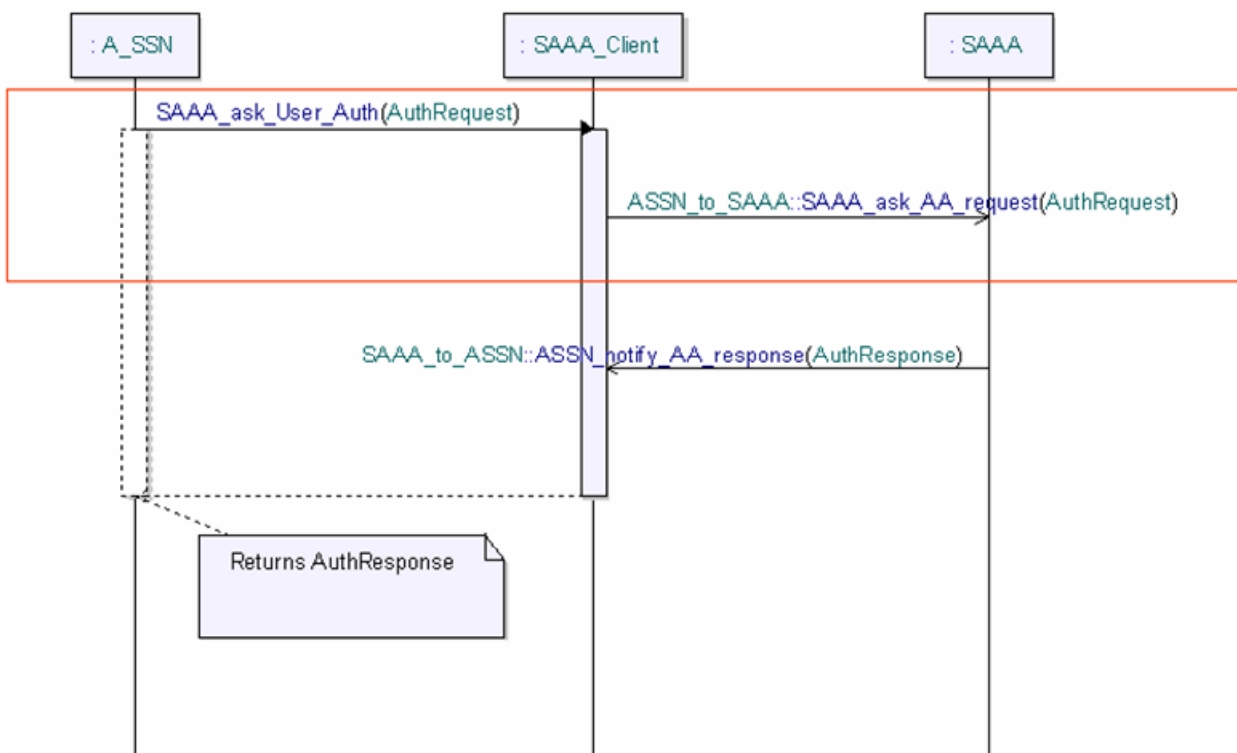 : A_SSN
: SAAA_Client
: SAAA
SAAA_ask_User_Auth(AuthRequest)
ASSN_to_SAAA::SAAA_ask_AA_request(AuthRequest)
SAAA_to_ASSN::ASSN_notify_AA_response(AuthResponse)
Returns AuthResponse